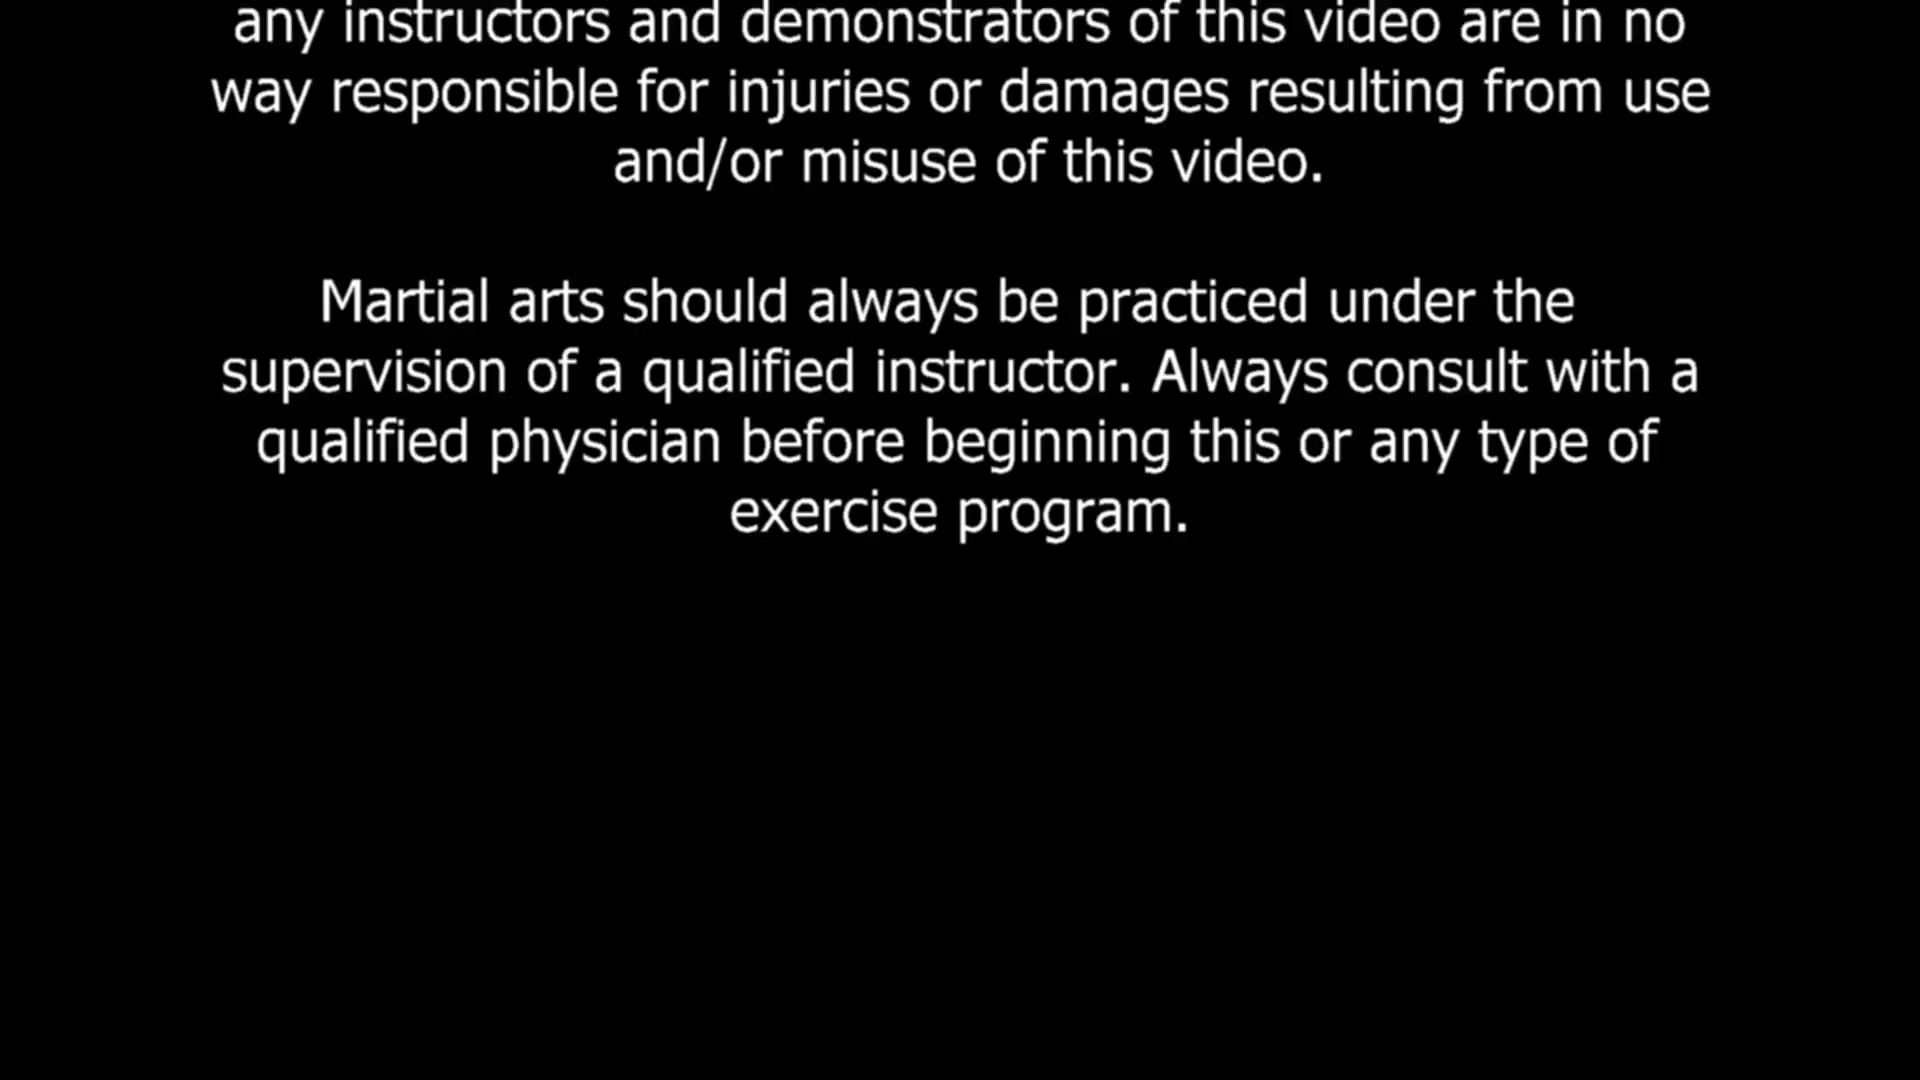 any instructors and demonstrators of this video are in no
way responsible for injuries or damages resulting from use
and/or misuse of this video.
Martial arts should always be practiced under the
supervision of a qualified instructor. Always consult with a
qualified physician before beginning this or any type of
exercise program.